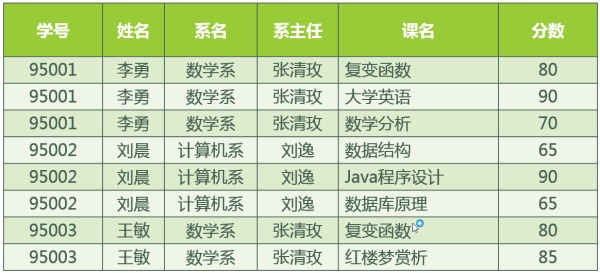 学号 姓名 系名 系主任 课名 分数
95001 李勇 数学系 张清玫 复变函数 80
95001 李勇 数学系 张清玫 大学英语 90
95001 李勇 数学系 张清玫 数学分析 70
95002 刘晨 计算机系 刘逸 数据结构 65
95002 刘晨 计算机系 刘逸 Java程序设计 90
95002 刘晨 计算机系 刘逸 数据库原理 65
95003 王敏 数学系 张清玫 复变函数 80
95003 王敏 数学系 张清玫 红楼梦赏析 85